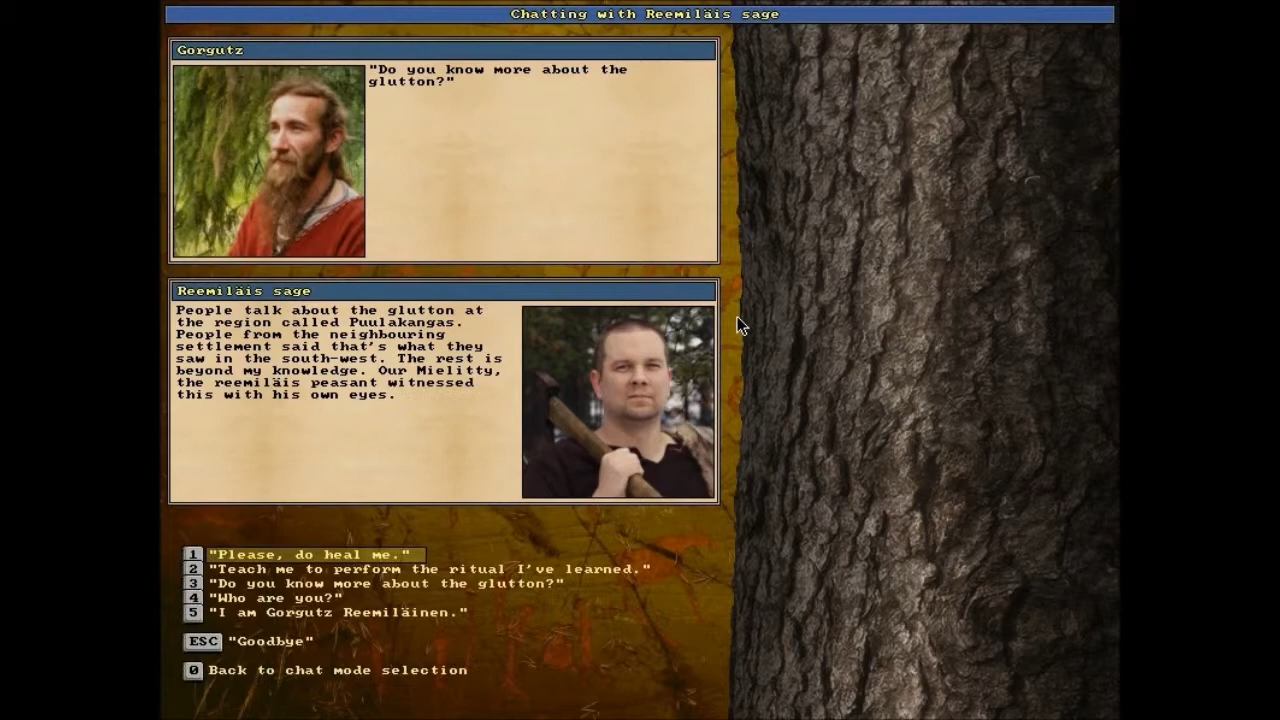 Chatting with Reemiläis sage
Gorgutz
"Do you know more about the
glutton?"
Reemiläis sage
People talk about the glutton at
the region called Puulakangas.
People from the neighbouring
settlement said that's what they
saw in the south-west. The rest is
beyond my knowledge. Our Mielitty,
the reemiläis peasant witnessed
this with his own eyes.
1 "Please, do heal me."
2 "Teach me to perform the ritual I've learned."
3 "Do you know more about the glutton?"
4 "Who are you?"
5 "I am Gorgutz Reemiläinen."
ESC "Goodbye"
0 Back to chat mode selection